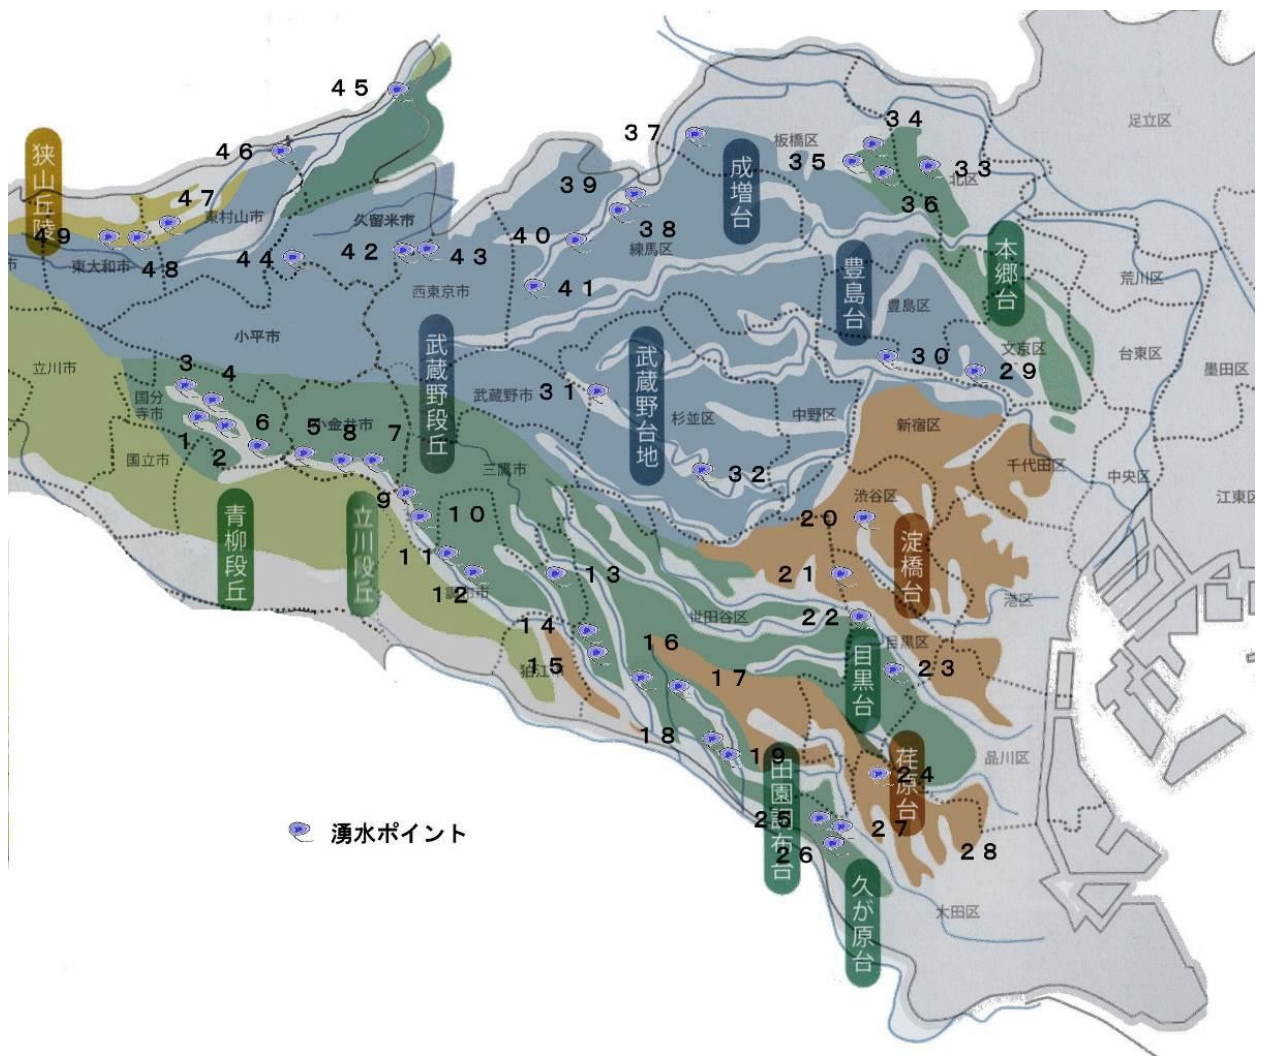 45
足立区
34
37
板橋区
狭山丘陵
46
35
33
北区
成増台
39
47
東村山市
久留米市
36
49
40
38
42
43
練馬区
本郷台
44
東大和市
48
市
豊島台
荒川区
41
西東京市
豊島区
小平市
武蔵野段丘
武蔵野台地
30
文京区
台東区
3
4
立川市
29
墨田区
国分
寺市
武蔵野市
31
杉並区
中野区
新宿区
6
5
小金井市
8
7
1
2
国立市
三鷹市
千代田区
32
中央区
9
渋谷区
江東区
青柳段丘
立川段丘
10
20
淀橋台
11
13
21
12
調布市
港区
世田谷区
22
14
16
目黒区
目黒台
15
狛江市
17
23
18
19
荏原台
品川区
田園調布台
24
湧水ポイント
25
27
26
28
久が原台
大田区